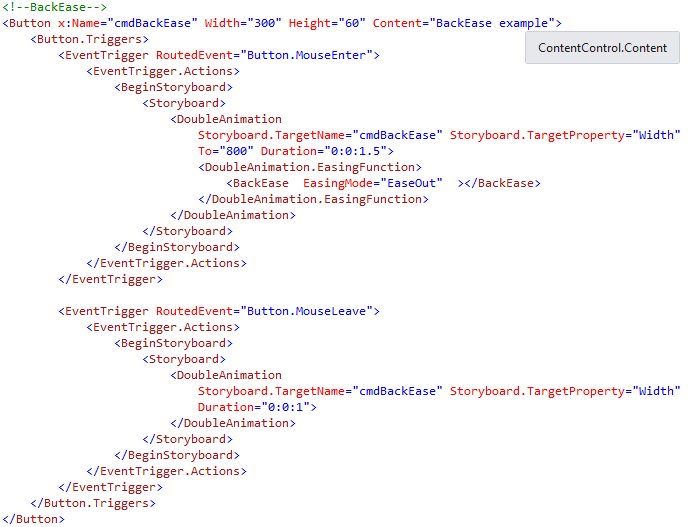 <!--BackEase-->
<Button x:Name="cmdBackEase" Width="300" Height="60" Content="BackEase example">
    <Button.Triggers>
ContentControl.Content
        <EventTrigger RoutedEvent="Button.MouseEnter">
            <EventTrigger.Actions>
                <BeginStoryboard>
                    <Storyboard>
                        <DoubleAnimation
                            Storyboard.TargetName="cmdBackEase" Storyboard.TargetProperty="Width"
                            To="800" Duration="0:0:1.5">
                            <DoubleAnimation.EasingFunction>
                                <BackEase  EasingMode="EaseOut"  ></BackEase>
                            </DoubleAnimation.EasingFunction>
                        </DoubleAnimation>
                    </Storyboard>
                </BeginStoryboard>
            </EventTrigger.Actions>
        </EventTrigger>

        <EventTrigger RoutedEvent="Button.MouseLeave">
            <EventTrigger.Actions>
                <BeginStoryboard>
                    <Storyboard>
                        <DoubleAnimation
                            Storyboard.TargetName="cmdBackEase" Storyboard.TargetProperty="Width"
                            Duration="0:0:1">
                        </DoubleAnimation>
                    </Storyboard>
                </BeginStoryboard>
            </EventTrigger.Actions>
        </EventTrigger>
    </Button.Triggers>
</Button>